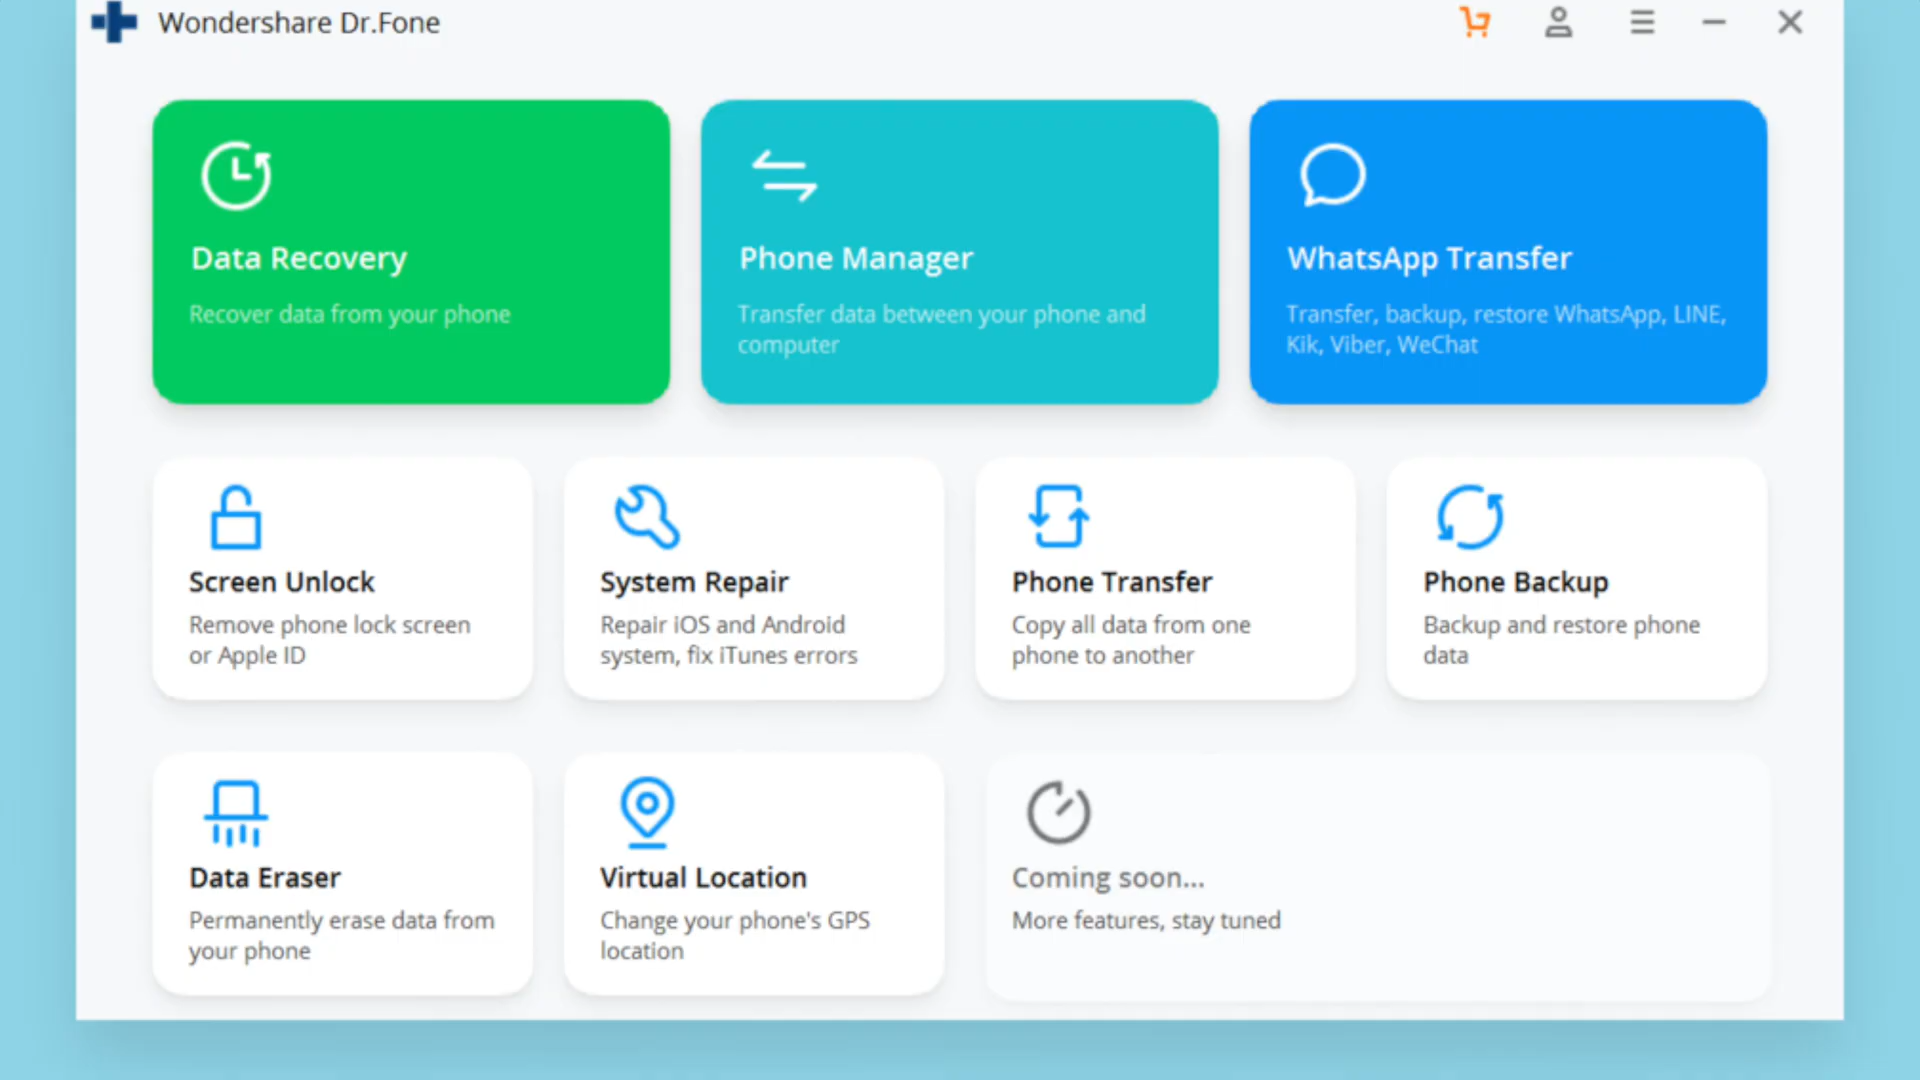 Wondershare Dr.Fone
Data Recovery
Recover data from your phone
Phone Manager
Transfer data between your phone and
computer
WhatsApp Transfer
Transfer, backup, restore WhatsApp, LINE,
Kik, Viber, WeChat
Screen Unlock
Remove phone lock screen
or Apple ID
System Repair
Repair iOS and Android
system, fix iTunes errors
Phone Transfer
Copy all data from one
phone to another
Phone Backup
Backup and restore phone
data
Data Eraser
Permanently erase data from
your phone
Virtual Location
Change your phone's GPS
location
Coming soon...
More features, stay tuned